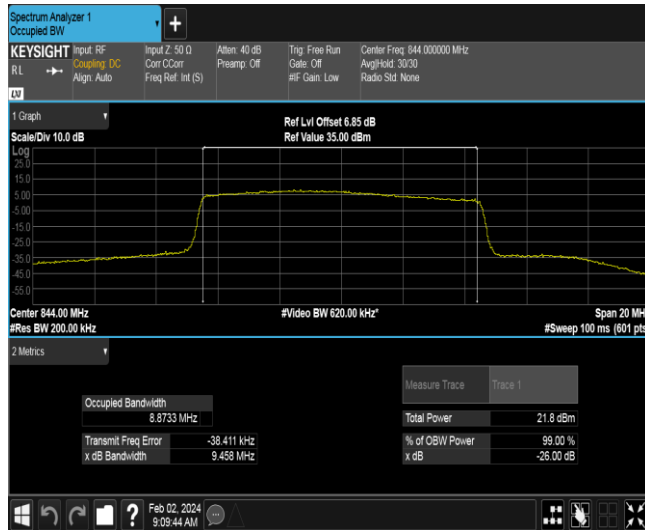 Spectrum Analyzer 1
Occupied BW
+
KEYSIGHT
RL
LXI
Input: RF
Coupling: DC
Align: Auto
Input Z: 50 Ω
Corr CCorr
Freq Ref: Int (S)
Atten: 40 dB
Preamp: Off
Trig: Free Run
Gate: Off
#IF Gain: Low
Center Freq: 844.000000 MHz
Avg|Hold: 30/30
Radio Std: None
1 Graph
Scale/Div 10.0 dB
Ref Lvl Offset 6.85 dB
Ref Value 35.00 dBm
Log
25.0
15.0
5.00
-5.00
-15.0
-25.0
-35.0
-45.0
-55.0
Center 844.00 MHz
#Video BW 620.00 kHz*
Span 20 MH
#Res BW 200.00 kHz
#Sweep 100 ms (601 pts
2 Metrics
Measure Trace Trace 1
Occupied Bandwidth
8.8733 MHz
Total Power 21.8 dBm
Transmit Freq Error -38.411 kHz
% of OBW Power 99.00 %
x dB Bandwidth 9.458 MHz
x dB -26.00 dB
?
Feb 02, 2024
9:09:44 AM